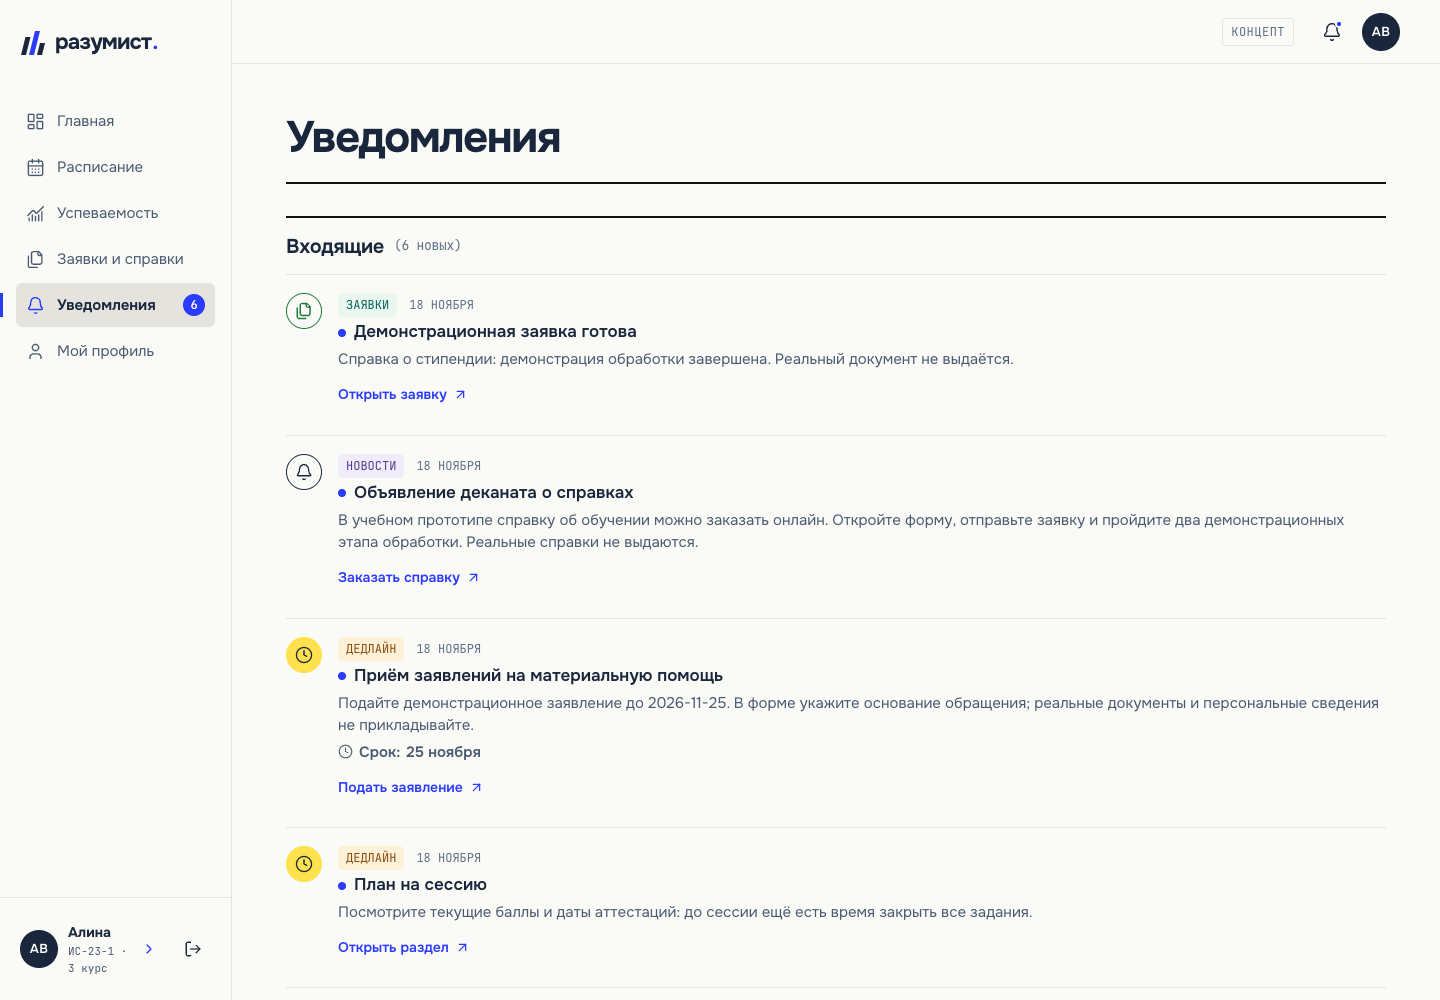 разумист.
КОНЦЕПТ
АВ
Главная
Расписание
Успеваемость
Заявки и справки
Уведомления
6
Мой профиль
Уведомления
Входящие (6 новых)
ЗАЯВКИ 18 НОЯБРЯ
Демонстрационная заявка готова
Справка о стипендии: демонстрация обработки завершена. Реальный документ не выдаётся.
Открыть заявку
НОВОСТИ 18 НОЯБРЯ
Объявление деканата о справках
В учебном прототипе справку об обучении можно заказать онлайн. Откройте форму, отправьте заявку и пройдите два демонстрационных
этапа обработки. Реальные справки не выдаются.
Заказать справку
ДЕДЛАЙН 18 НОЯБРЯ
Приём заявлений на материальную помощь
Подайте демонстрационное заявление до 2026-11-25. В форме укажите основание обращения; реальные документы и персональные сведения
не прикладывайте.
Срок: 25 ноября
Подать заявление
ДЕДЛАЙН 18 НОЯБРЯ
План на сессию
Посмотрите текущие баллы и даты аттестаций: до сессии ещё есть время закрыть все задания.
Открыть раздел
АВ
Алина
ИС-23-1 ·
3 курс